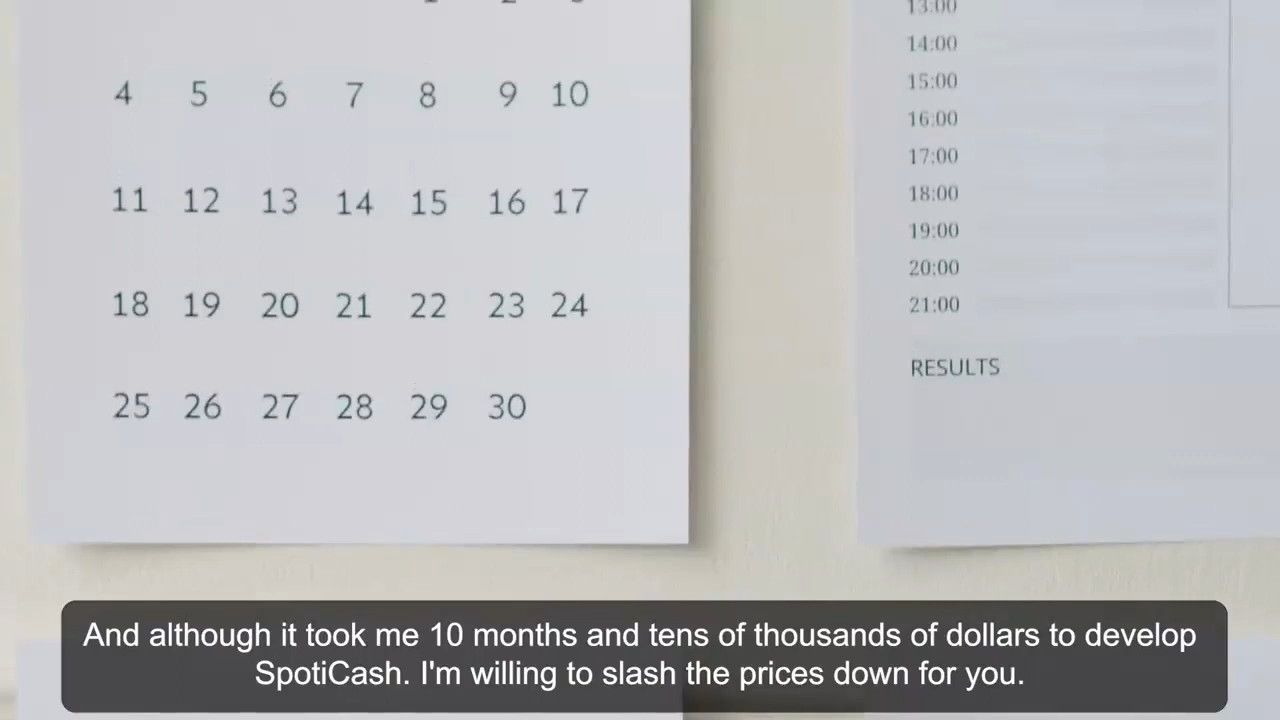 4 5 6 7 8 9 10
11 12 13 14 15 16 17
18 19 20 21 22 23 24
25 26 27 28 29 30
13:00
14:00
15:00
16:00
17:00
18:00
19:00
20:00
21:00
RESULTS
And although it took me 10 months and tens of thousands of dollars to develop
SpotiCash. I'm willing to slash the prices down for you.